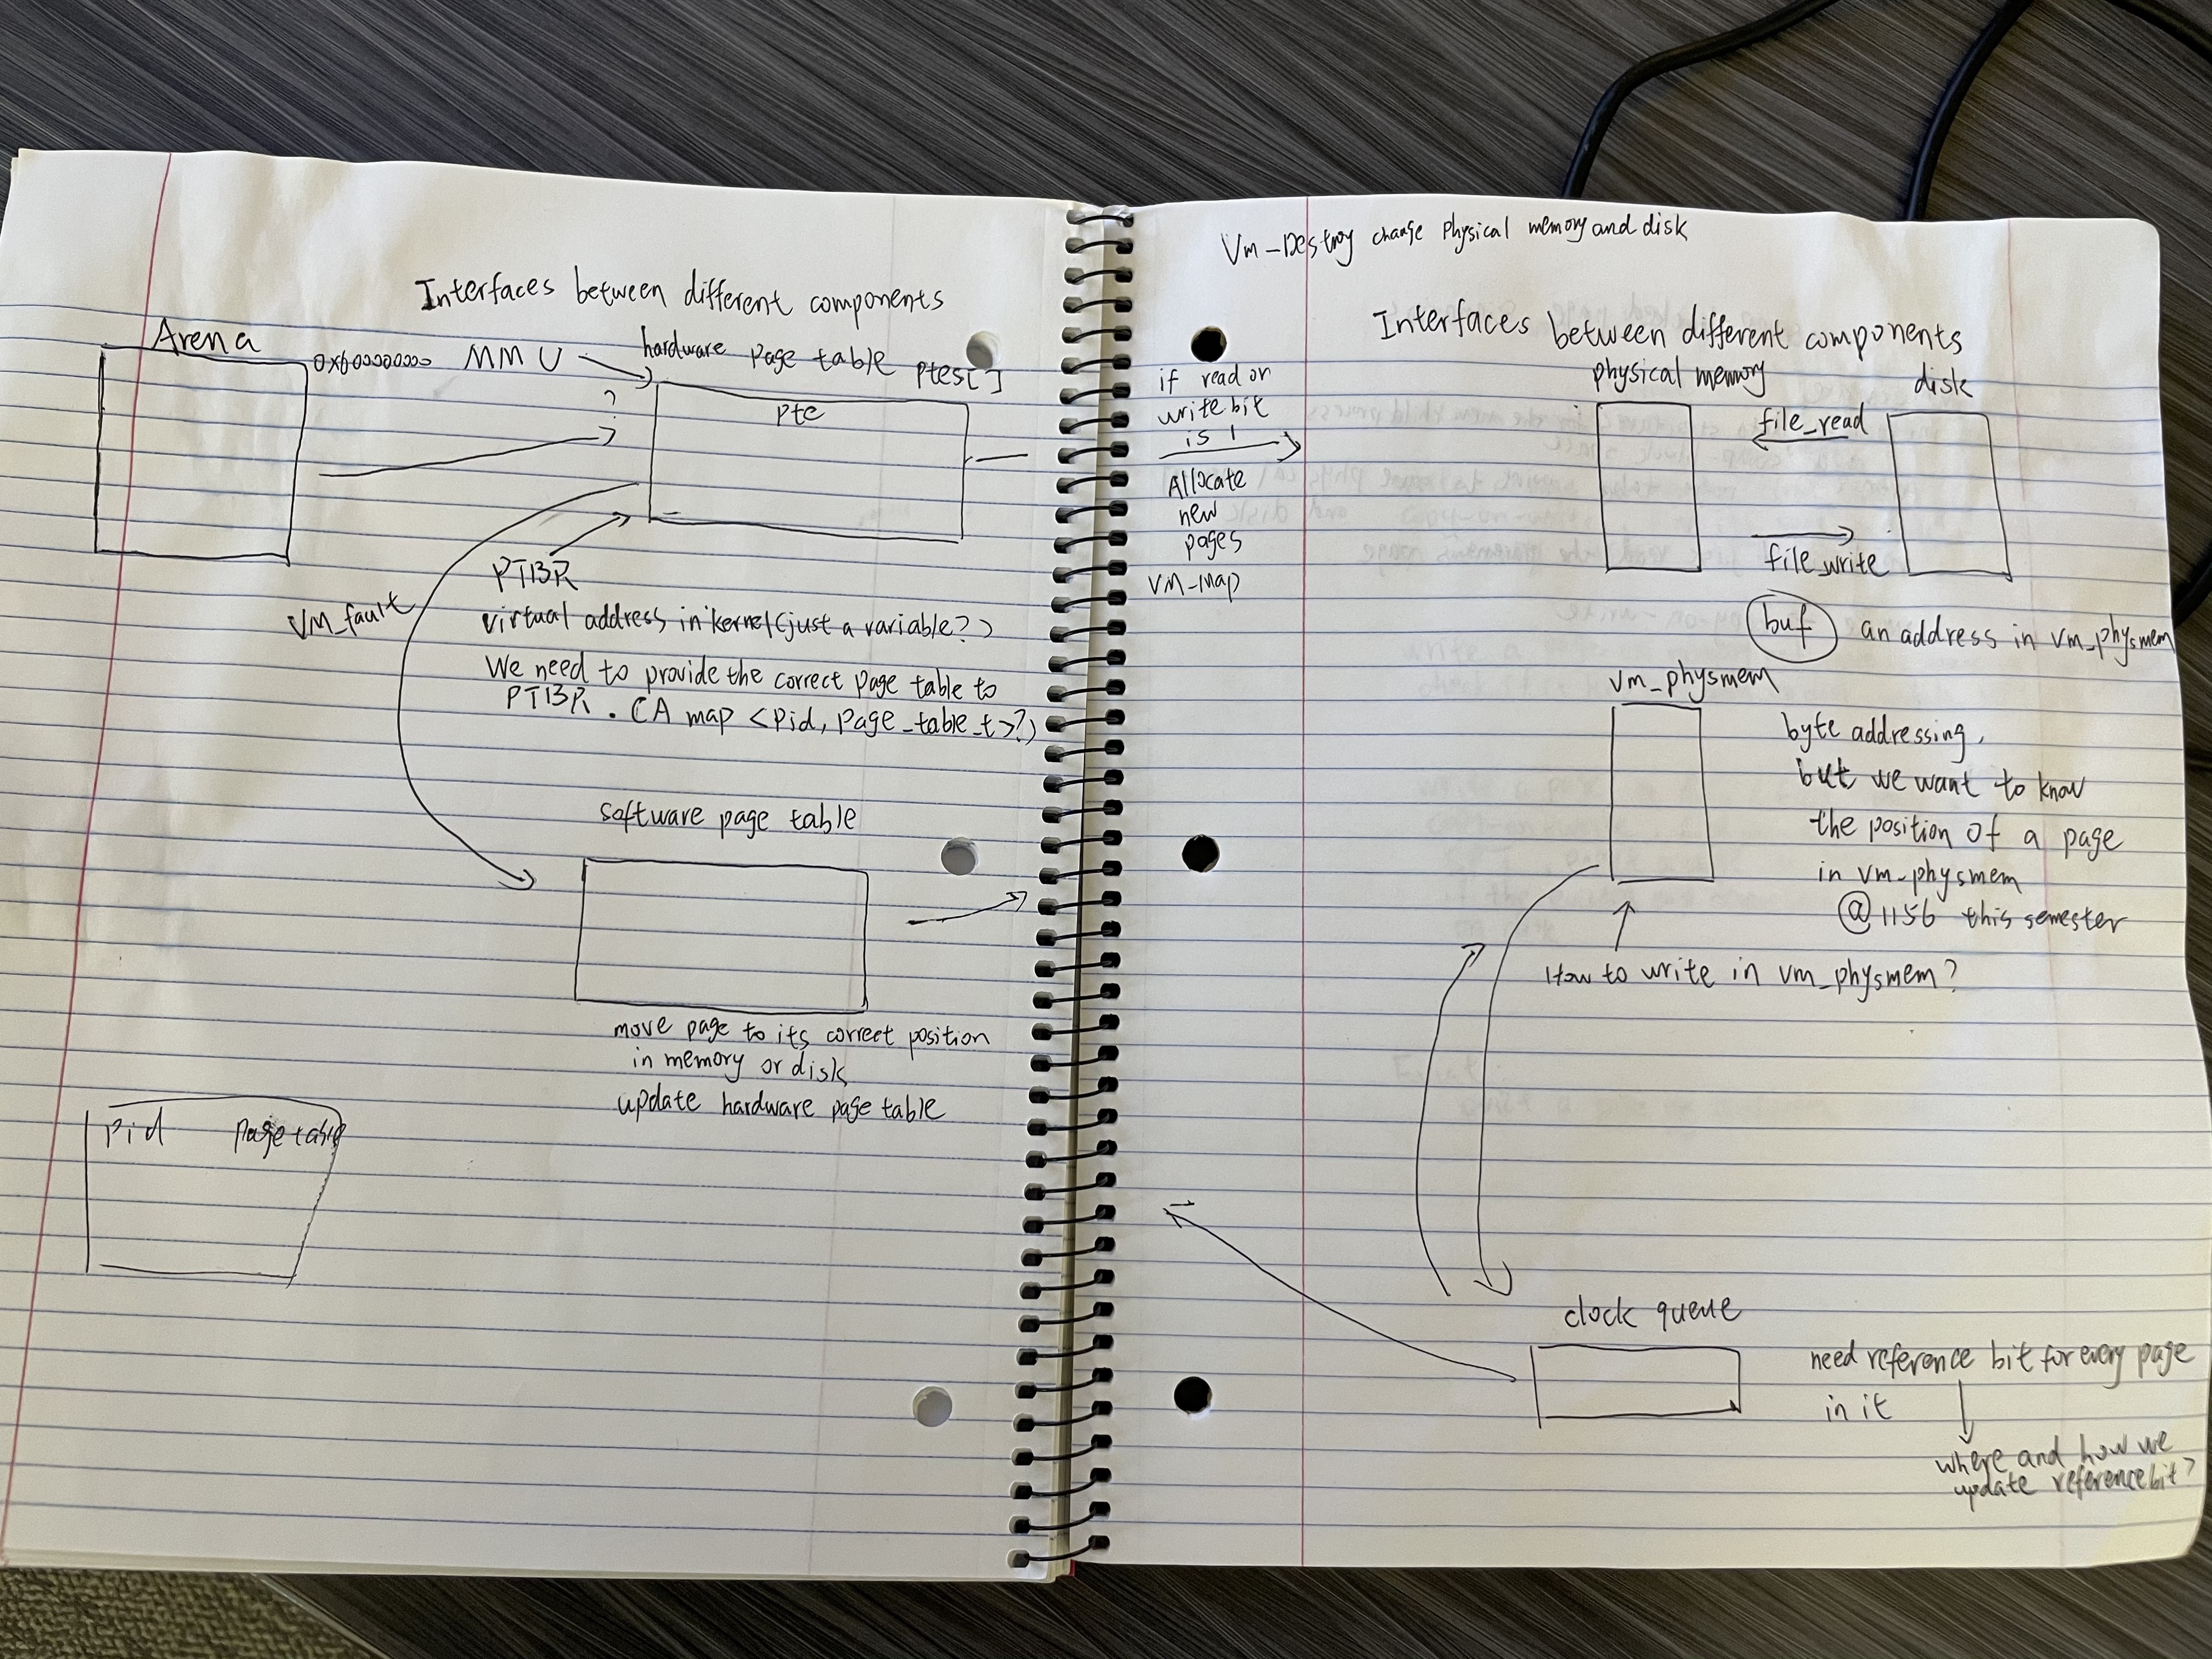 Interfaces between different components
Arena
0x600000000 MMU
hardware page table ptes[]
?
pte
PTBR
vm_fault
virtual address in kernel (just a variable?)
We need to provide the correct page table to
PTBR. (A map <pid, page_table_t>?)
software page table
move page to its correct position
in memory or disk
update hardware page table
pid page table
Vm_Destroy change physical memory and disk
Interfaces between different components
if read or
write bit
is 1
Allocate
new
pages
vm_map
physical memory
disk
file_read
file_write
buf an address in vm_physmem
vm_physmem
byte addressing,
but we want to know
the position of a page
in vm_physmem
@1156 this semester
How to write in vm_physmem?
clock queue
need reference bit for every page
in it
where and how we
update reference bit?